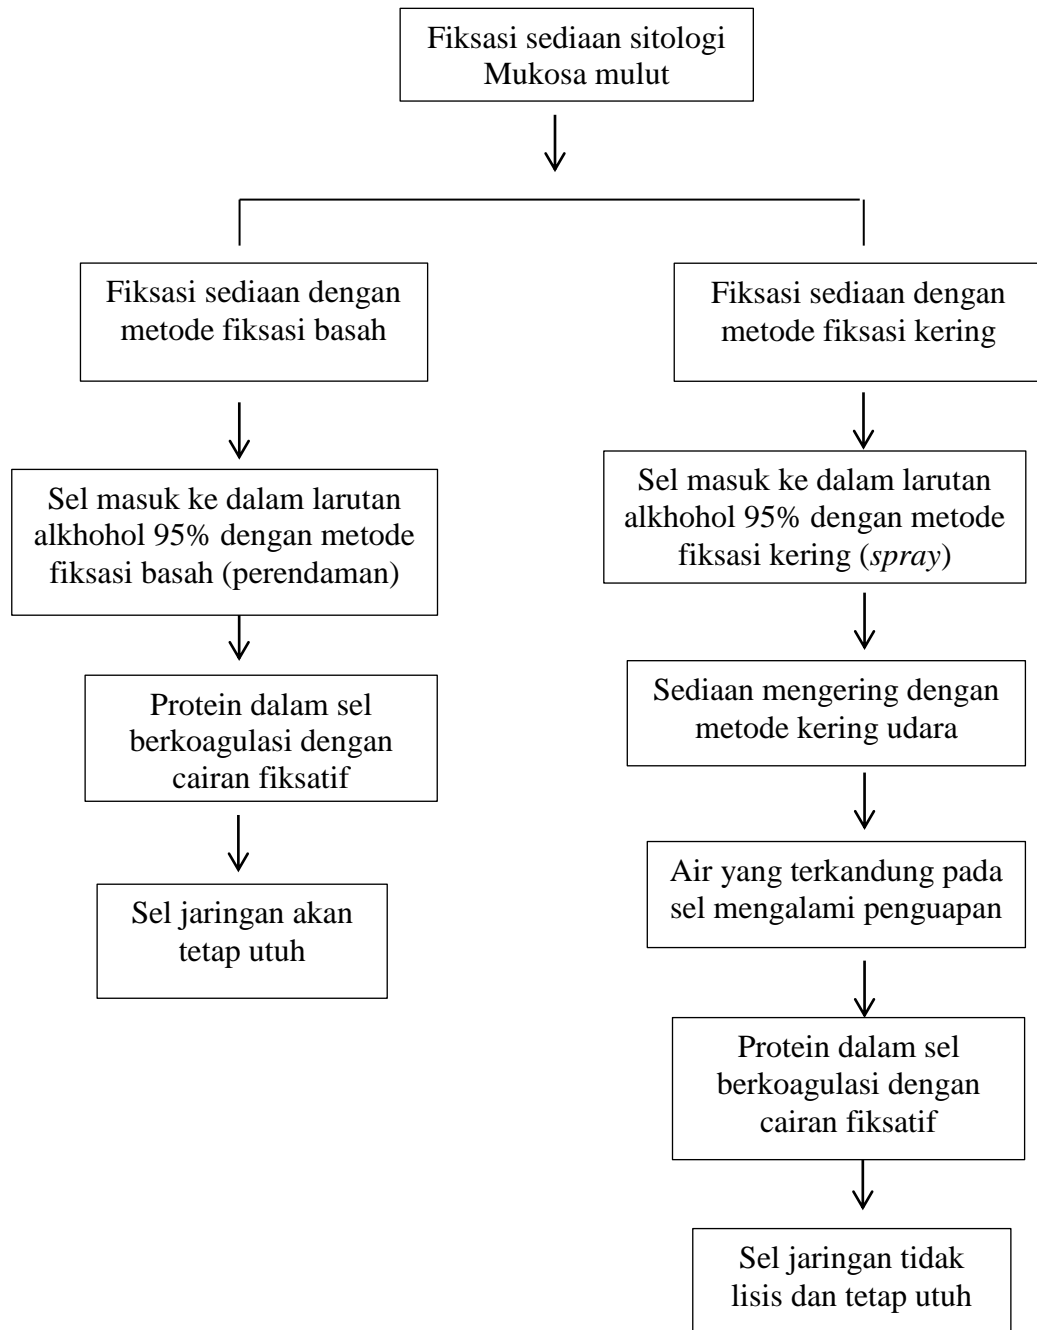 Fiksasi sediaan sitologi
Mukosa mulut
Fiksasi sediaan dengan
metode fiksasi basah
Sel masuk ke dalam larutan
alkhohol 95% dengan metode
fiksasi basah (perendaman)
Protein dalam sel
berkoagulasi dengan
cairan fiksatif
Sel jaringan akan
tetap utuh
Fiksasi sediaan dengan
metode fiksasi kering
Sel masuk ke dalam larutan
alkhohol 95% dengan metode
fiksasi kering (spray)
Sediaan mengering dengan
metode kering udara
Air yang terkandung pada
sel mengalami penguapan
Protein dalam sel
berkoagulasi dengan
cairan fiksatif
Sel jaringan tidak
lisis dan tetap utuh